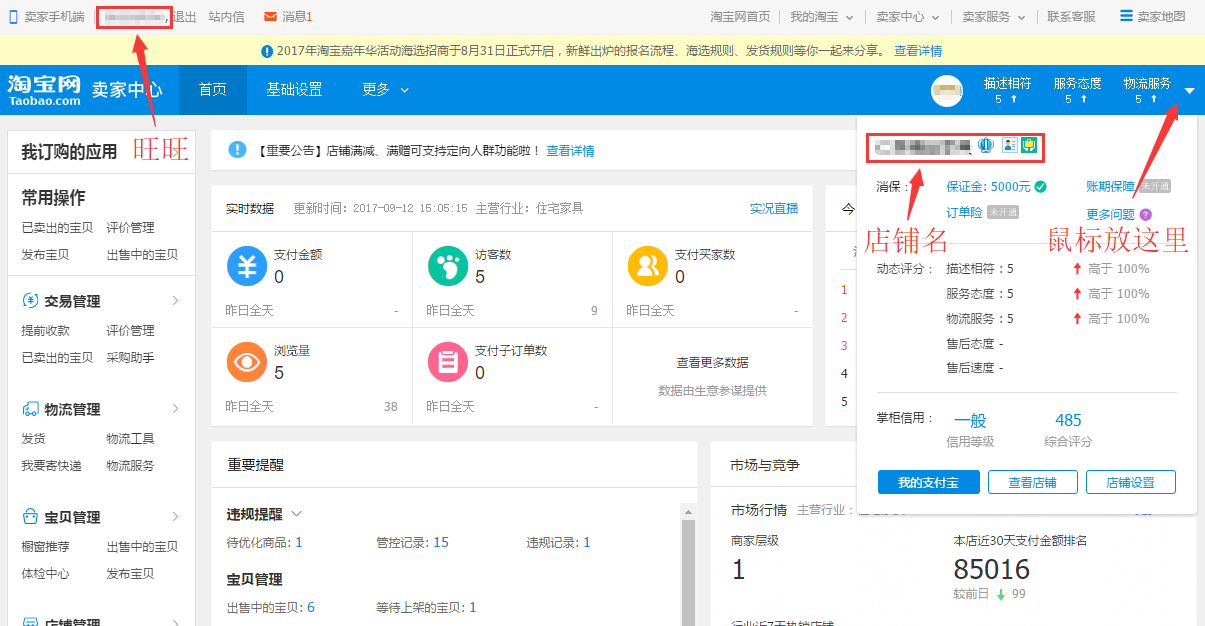 卖家手机端 退出 站内信 消息1 淘宝网首页 我的淘宝 卖家中心 卖家服务 联系客服 卖家地图
2017年淘宝嘉年华活动海选招商于8月31日正式开启，新鲜出炉的报名流程、海选规则、发货规则等你一起来分享。 查看详情
淘宝网 Taobao.com 卖家中心 首页 基础设置 更多
描述相符 服务态度 物流服务
5 ↑ 5 ↑ 5 ↑
我订购的应用
旺旺
常用操作
已卖出的宝贝 评价管理
发布宝贝 出售中的宝贝
交易管理
提前收款 评价管理
已卖出的宝贝 采购助手
物流管理
发货 物流工具
我要寄快递 物流服务
宝贝管理
橱窗推荐 出售中的宝贝
体检中心 发布宝贝
店铺管理
【重要公告】店铺满减、满赠可支持定向人群功能啦！ 查看详情
实时数据 更新时间：2017-09-12 15:05:15 主营行业：住宅家具 实况直播
支付金额
0
昨日全天 -
访客数
5
昨日全天 9
支付买家数
0
昨日全天 -
浏览量
5
昨日全天 38
支付子订单数
0
昨日全天 -
查看更多数据
数据由生意参谋提供
今
1
2
3
4
5
重要提醒
违规提醒
待优化商品：1 管控记录：15 违规记录：1
宝贝管理
出售中的宝贝：6 等待上架的宝贝：1
市场与竞争
市场行情 主营行业：
商家层级
1
本店近30天支付金额排名
85016
较前日 ↓ 99
行业近7天热销店铺
消保： 保证金：5000元 账期保障 未开通
订单险 未开通 更多问题 ?
店铺名
鼠标放这里
动态评分： 描述相符：5 ↑ 高于 100%
服务态度：5 ↑ 高于 100%
物流服务：5 ↑ 高于 100%
售后态度 -
售后速度 -
掌柜信用： 一般 485
信用等级 综合评分
我的支付宝 查看店铺 店铺设置